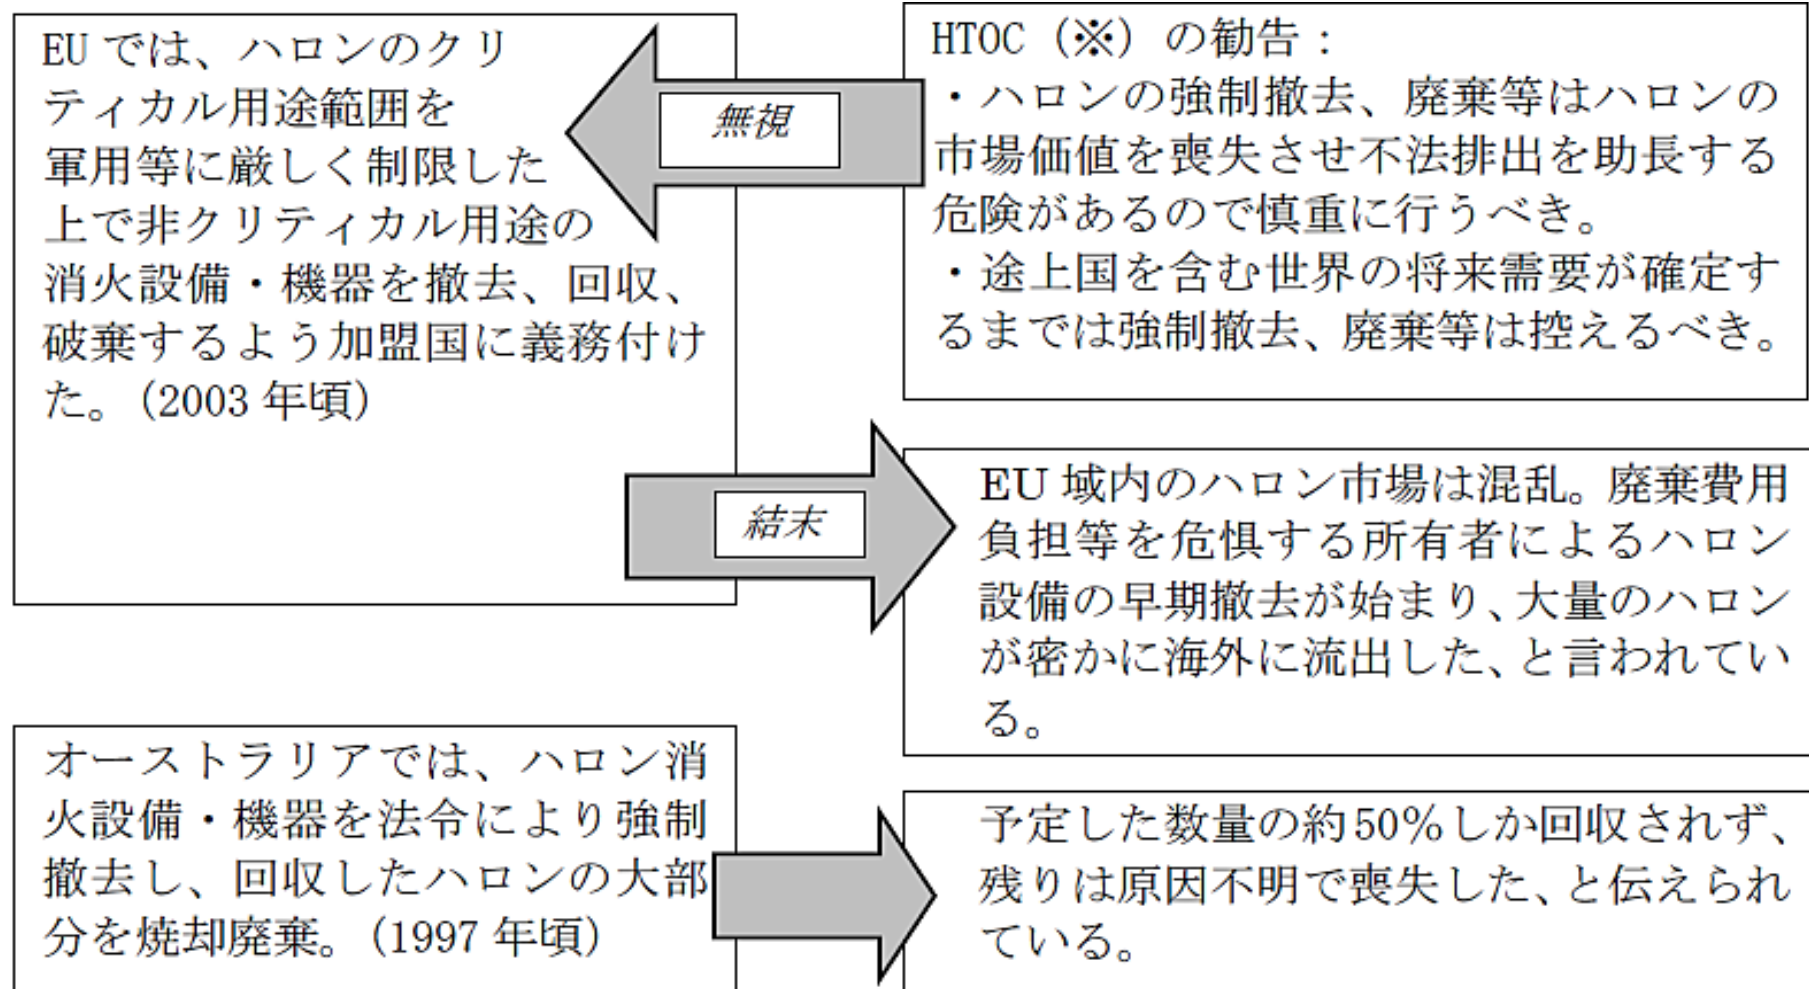 EUでは、ハロンのクリ
ティカル用途範囲を
軍用等に厳しく制限した
上で非クリティカル用途の
消火設備・機器を撤去、回収、
破棄するよう加盟国に義務付け
た。(2003年頃)
無視
HTOC（※）の勧告：
・ハロンの強制撤去、廃棄等はハロンの
市場価値を喪失させ不法排出を助長する
危険があるので慎重に行うべき。
・途上国を含む世界の将来需要が確定す
るまでは強制撤去、廃棄等は控えるべき。
結末
EU域内のハロン市場は混乱。廃棄費用
負担等を危惧する所有者によるハロン
設備の早期撤去が始まり、大量のハロン
が密かに海外に流出した、と言われてい
る。
オーストラリアでは、ハロン消
火設備・機器を法令により強制
撤去し、回収したハロンの大部
分を焼却廃棄。(1997年頃)
予定した数量の約50％しか回収されず、
残りは原因不明で喪失した、と伝えられ
ている。